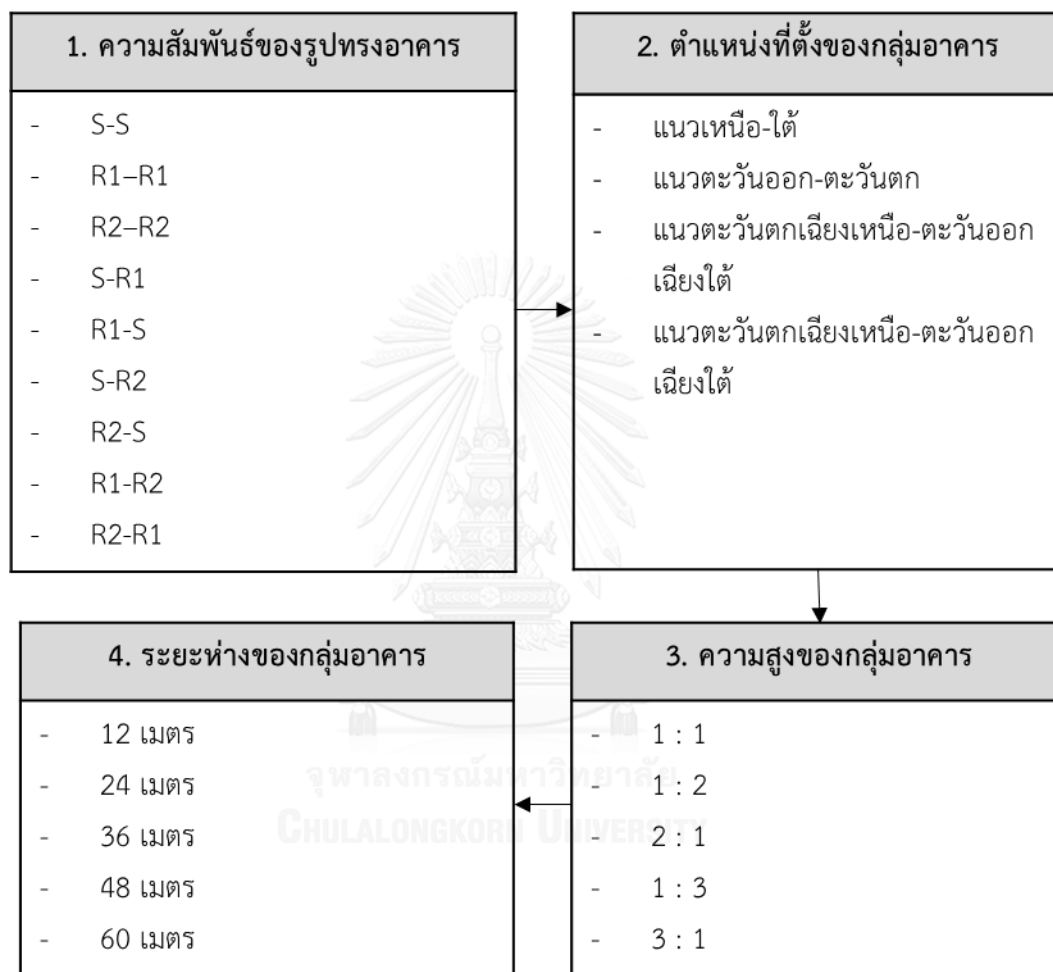 1. ความสัมพันธ์ของรูปทรงอาคาร
- S-S
- R1–R1
- R2–R2
- S-R1
- R1-S
- S-R2
- R2-S
- R1-R2
- R2-R1
2. ตำแหน่งที่ตั้งของกลุ่มอาคาร
- แนวเหนือ-ใต้
- แนวตะวันออก-ตะวันตก
- แนวตะวันตกเฉียงเหนือ-ตะวันออก
เฉียงใต้
- แนวตะวันตกเฉียงเหนือ-ตะวันออก
เฉียงใต้
3. ความสูงของกลุ่มอาคาร
- 1 : 1
- 1 : 2
- 2 : 1
- 1 : 3
- 3 : 1
4. ระยะห่างของกลุ่มอาคาร
- 12 เมตร
- 24 เมตร
- 36 เมตร
- 48 เมตร
- 60 เมตร
จุฬาลงกรณ์มหาวิทยาลัย
CHULALONGKORN UNIVERSITY